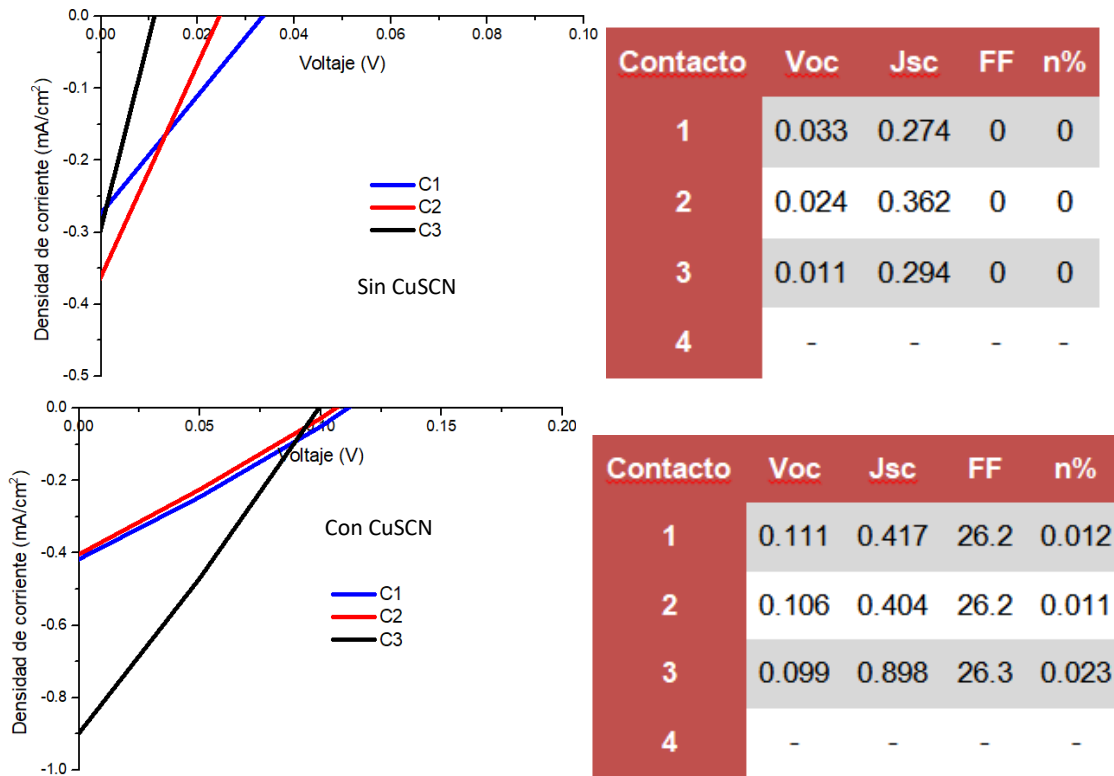 0.00 0.02 0.04 0.06 0.08 0.10
Voltaje (V)
0.0
-0.1
-0.2
-0.3
-0.4
-0.5
Densidad de corriente (mA/cm²)
C1
C2
C3
Sin CuSCN
Contacto Voc Jsc FF n%
1 0.033 0.274 0 0
2 0.024 0.362 0 0
3 0.011 0.294 0 0
4 - - - -
0.00 0.05 0.10 0.15 0.20
Voltaje (V)
0.0
-0.2
-0.4
-0.6
-0.8
-1.0
Densidad de corriente (mA/cm²)
Con CuSCN
C1
C2
C3
Contacto Voc Jsc FF n%
1 0.111 0.417 26.2 0.012
2 0.106 0.404 26.2 0.011
3 0.099 0.898 26.3 0.023
4 - - - -